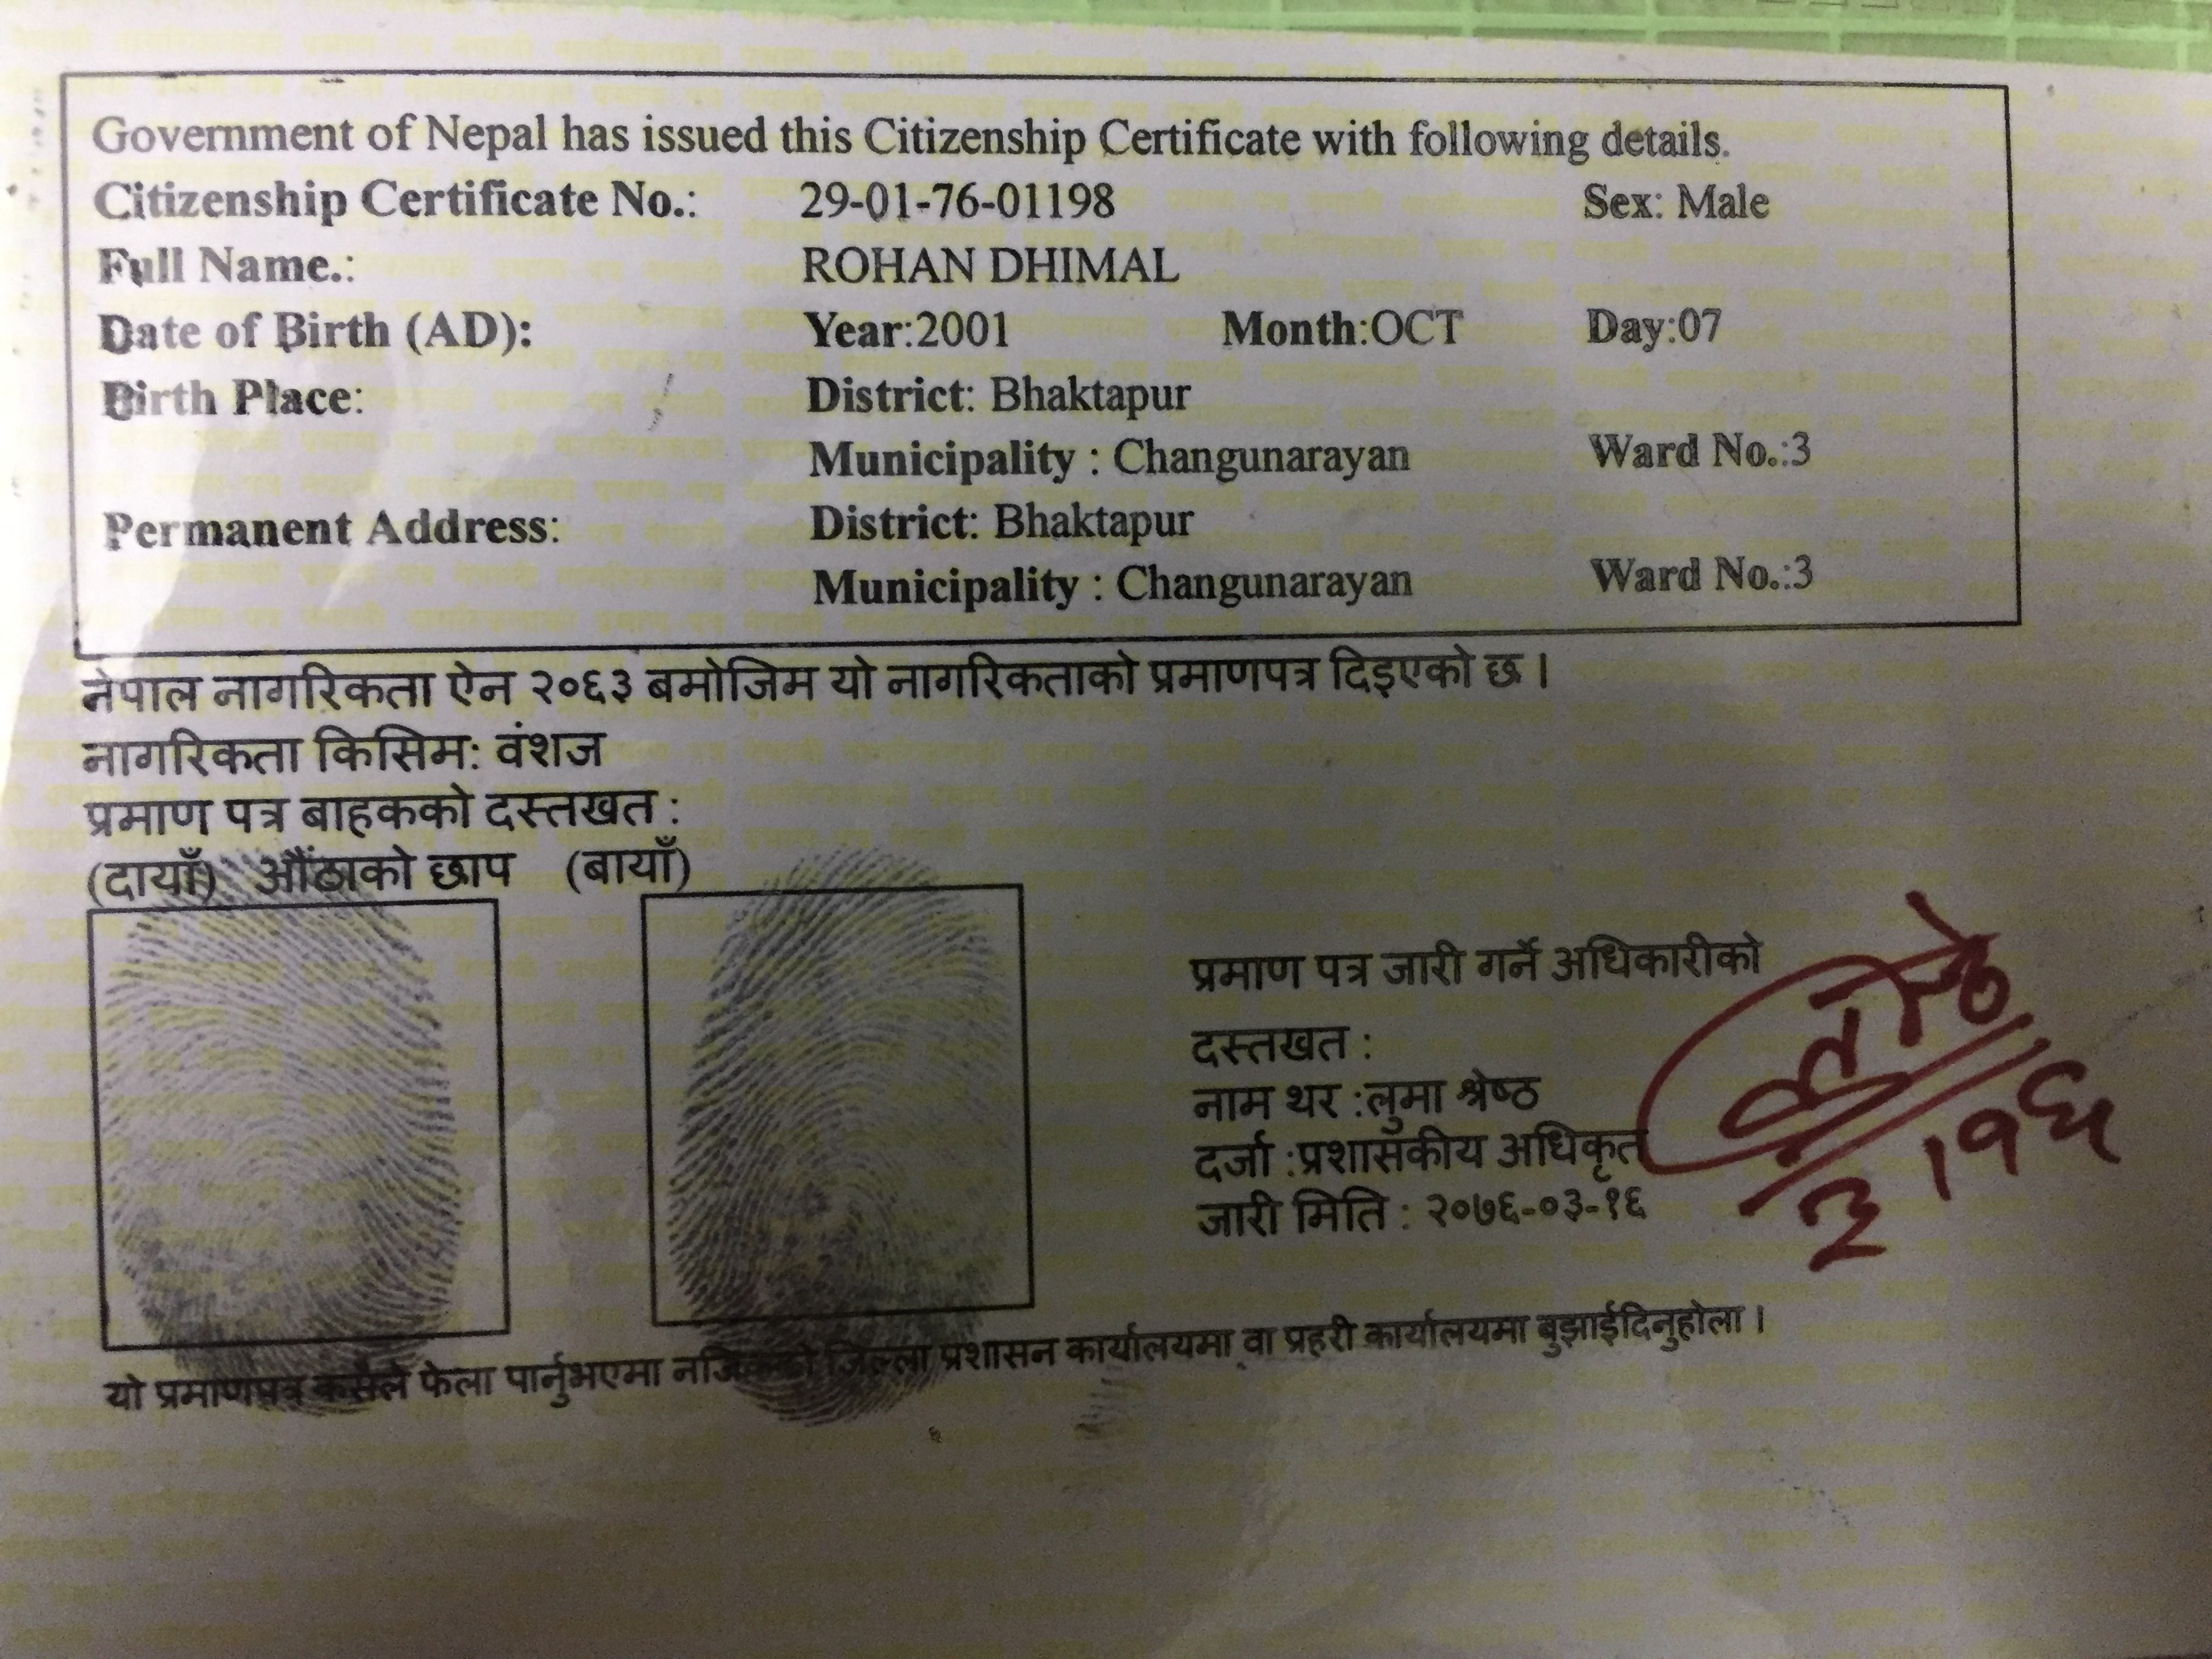 Government of Nepal has issued this Citizenship Certificate with following details.
Citizenship Certificate No.: 29-01-76-01198 Sex: Male
Full Name.: ROHAN DHIMAL
Date of Birth (AD): Year:2001 Month:OCT Day:07
Birth Place: District: Bhaktapur
Municipality : Changunarayan Ward No.:3
Permanent Address: District: Bhaktapur
Municipality : Changunarayan Ward No.:3
नेपाल नागरिकता ऐन २०६३ बमोजिम यो नागरिकताको प्रमाणपत्र दिइएको छ ।
नागरिकता किसिम: वंशज
प्रमाण पत्र बाहकको दस्तखत :
(दायाँ) औंठाको छाप (बायाँ)
प्रमाण पत्र जारी गर्ने अधिकारीको
दस्तखत :
नाम थर :लुमा श्रेष्ठ
दर्जा :प्रशासकीय अधिकृत
जारी मिति : २०७६-०३-१६
यो प्रमाणपत्र कसैले फेला पार्नुभएमा नजिकको जिल्ला प्रशासन कार्यालयमा वा प्रहरी कार्यालयमा बुझाईदिनुहोला ।